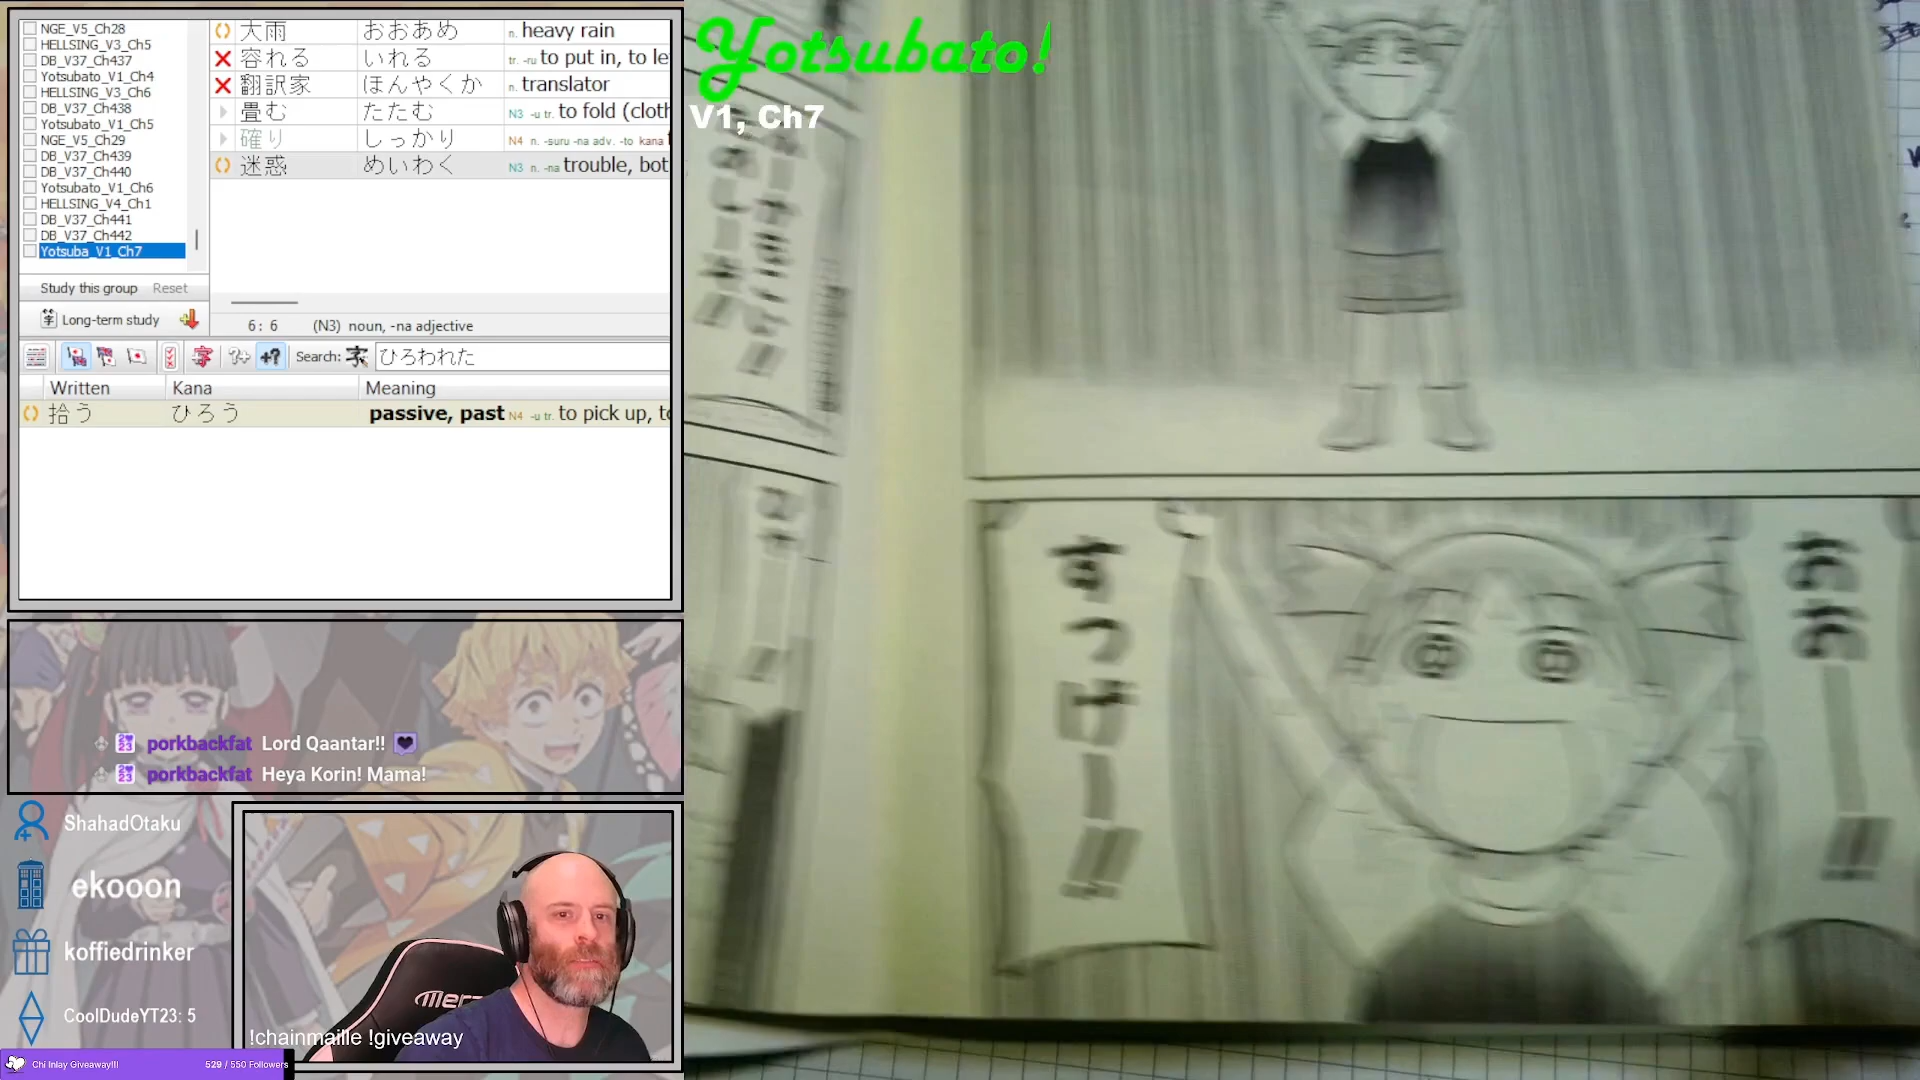 NGE_V5_Ch28
HELLSING_V3_Ch5
DB_V37_Ch437
Yotsubato_V1_Ch4
HELLSING_V3_Ch6
DB_V37_Ch438
Yotsubato_V1_Ch5
NGE_V5_Ch29
DB_V37_Ch439
DB_V37_Ch440
Yotsubato_V1_Ch6
HELLSING_V4_Ch1
DB_V37_Ch441
DB_V37_Ch442
Yotsuba_V1_Ch7
Study this group Reset
Long-term study
大雨 おおあめ n. heavy rain
容れる いれる tr. -ru to put in, to le
翻訳家 ほんやくか n. translator
畳む たたむ N3 -u tr. to fold (cloth
確り しっかり N4 n. -suru -na adv. -to kana
迷惑 めいわく N3 n. -na trouble, bot
6: 6 (N3) noun, -na adjective
Search: 字 ひろわれた
Written Kana Meaning
拾う ひろう passive, past N4 -u tr. to pick up, to
porkbackfat Lord Qaantar!!
porkbackfat Heya Korin! Mama!
ShahadOtaku
ekooon
koffiedrinker
CoolDudeYT23: 5
!chainmaille !giveaway
Chi Inlay Giveaway!!! 529 / 550 Followers
Yotsubato!
V1, Ch7
すっげー!!